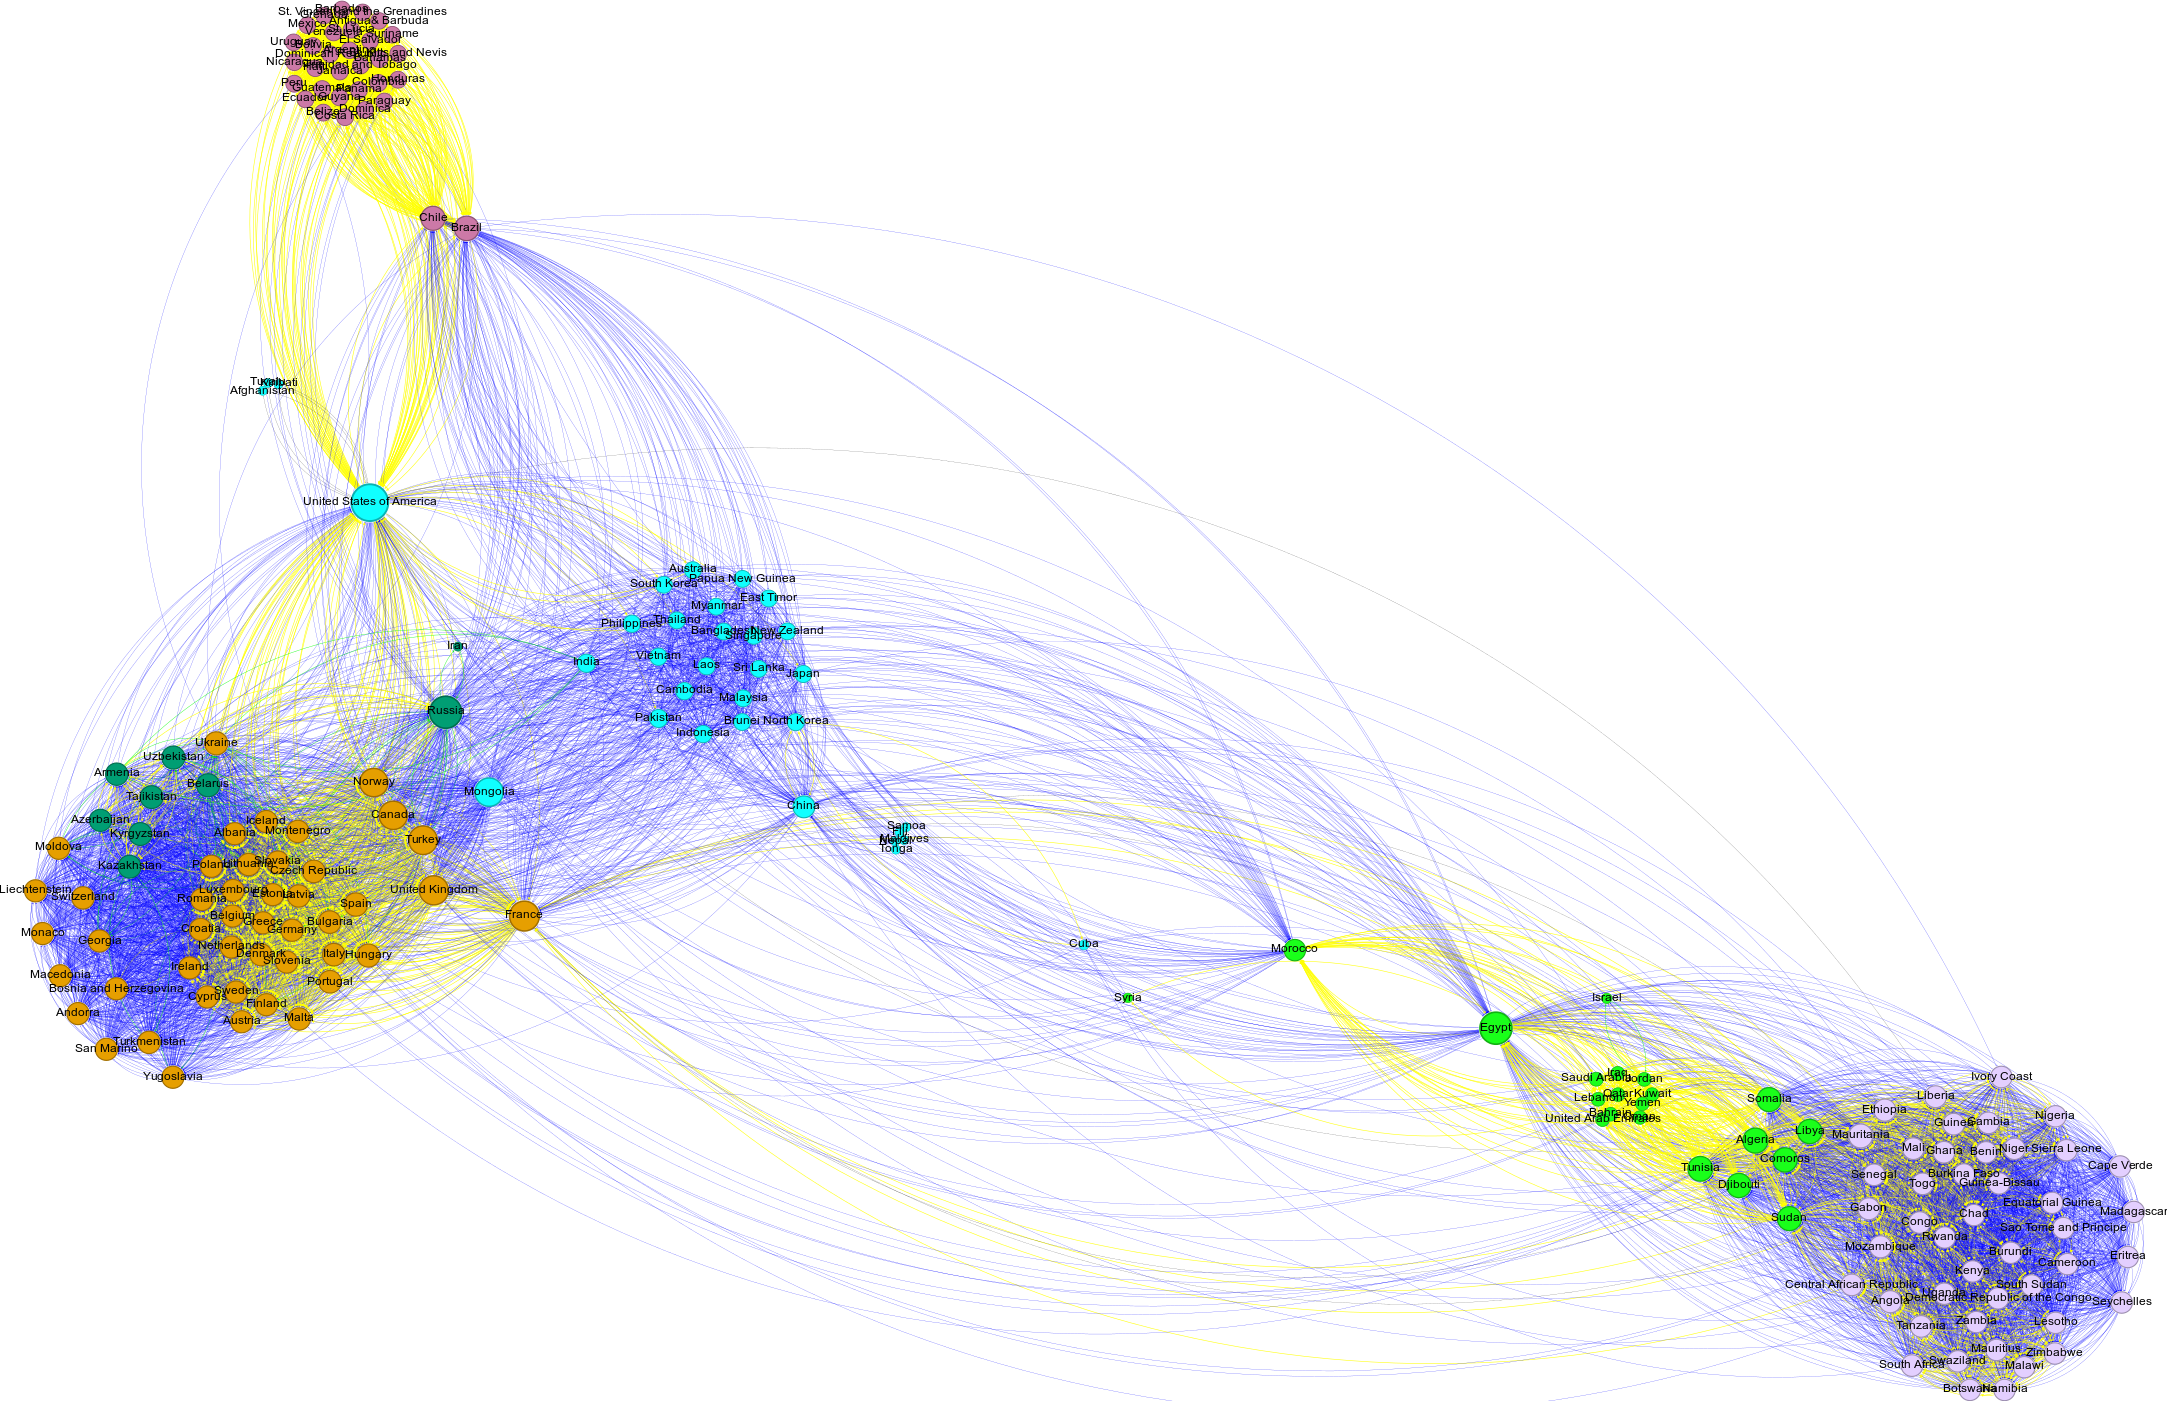 Barbados
St. Vincent and the Grenadines
Grenada
Mexico
Antigua& Barbuda
St. Lucia
Venezuela
Suriname
Uruguay
El Salvador
Bolivia
Argentina
Dominican Republic
St. Kitts and Nevis
Bahamas
Nicaragua
Haiti
Trinidad and Tobago
Jamaica
Honduras
Peru
Colombia
Guatemala
Panama
Ecuador
Guyana
Paraguay
Belize
Dominica
Costa Rica
Chile
Brazil
Tuvalu
Kiribati
Afghanistan
United States of America
Australia
South Korea
Papua New Guinea
East Timor
Myanmar
Philippines
Thailand
Bangladesh
New Zealand
Singapore
Iran
India
Vietnam
Laos
Sri Lanka
Japan
Cambodia
Malaysia
Russia
Pakistan
Brunei
North Korea
Indonesia
Ukraine
Uzbekistan
Armenia
Belarus
Norway
Mongolia
Tajikistan
China
Canada
Azerbaijan
Iceland
Kyrgyzstan
Albania
Montenegro
Turkey
Samoa
Fiji
Maldives
Nepal
Tonga
Moldova
Kazakhstan
Poland
Lithuania
Slovakia
Czech Republic
Liechtenstein
Switzerland
Luxembourg
Romania
Estonia
Latvia
United Kingdom
Spain
Belgium
Greece
Bulgaria
France
Monaco
Georgia
Croatia
Germany
Netherlands
Denmark
Slovenia
Italy
Hungary
Cuba
Morocco
Ireland
Macedonia
Bosnia and Herzegovina
Portugal
Cyprus
Sweden
Finland
Andorra
Austria
Malta
Syria
Israel
Egypt
San Marino
Turkmenistan
Yugoslavia
Saudi Arabia
Iraq
Jordan
Lebanon
Qatar
Kuwait
Yemen
Bahrain
United Arab Emirates
Oman
Somalia
Algeria
Libya
Comoros
Tunisia
Djibouti
Sudan
Ivory Coast
Liberia
Ethiopia
Guinea
Gambia
Nigeria
Mauritania
Mali
Ghana
Benin
Niger
Sierra Leone
Cape Verde
Senegal
Togo
Burkina Faso
Guinea-Bissau
Gabon
Congo
Chad
Equatorial Guinea
Madagascar
Sao Tome and Principe
Mozambique
Rwanda
Burundi
Eritrea
Kenya
Cameroon
Central African Republic
Uganda
South Sudan
Angola
Democratic Republic of the Congo
Seychelles
Tanzania
Zambia
Lesotho
South Africa
Swaziland
Mauritius
Zimbabwe
Malawi
Botswana
Namibia